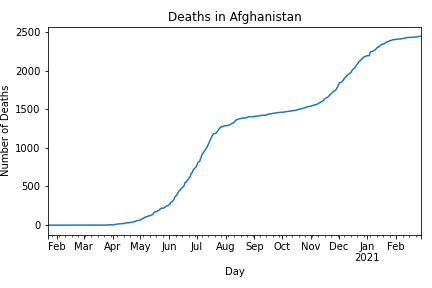 Deaths in Afghanistan
Number of Deaths
2500
2000
1500
1000
500
0
Feb Mar Apr May Jun Jul Aug Sep Oct Nov Dec Jan Feb
2021
Day